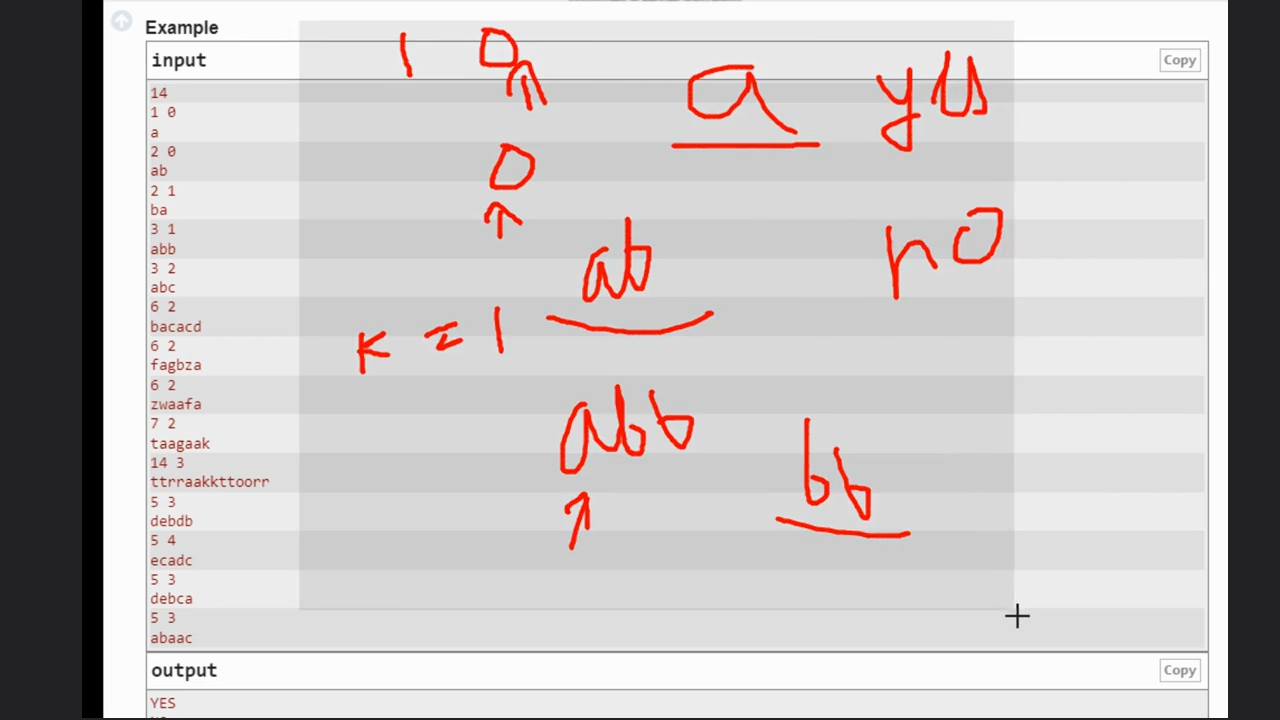 Example
input
Copy
14
1 0
a
2 0
ab
2 1
ba
3 1
abb
3 2
abc
6 2
bacacd
6 2
fagbza
6 2
zwaafa
7 2
taagaak
14 3
ttrraakkttoorr
5 3
debdb
5 4
ecadc
5 3
debca
5 3
abaac
output
Copy
YES
1 0
a yes
0
ab no
K = 1
abb
bb